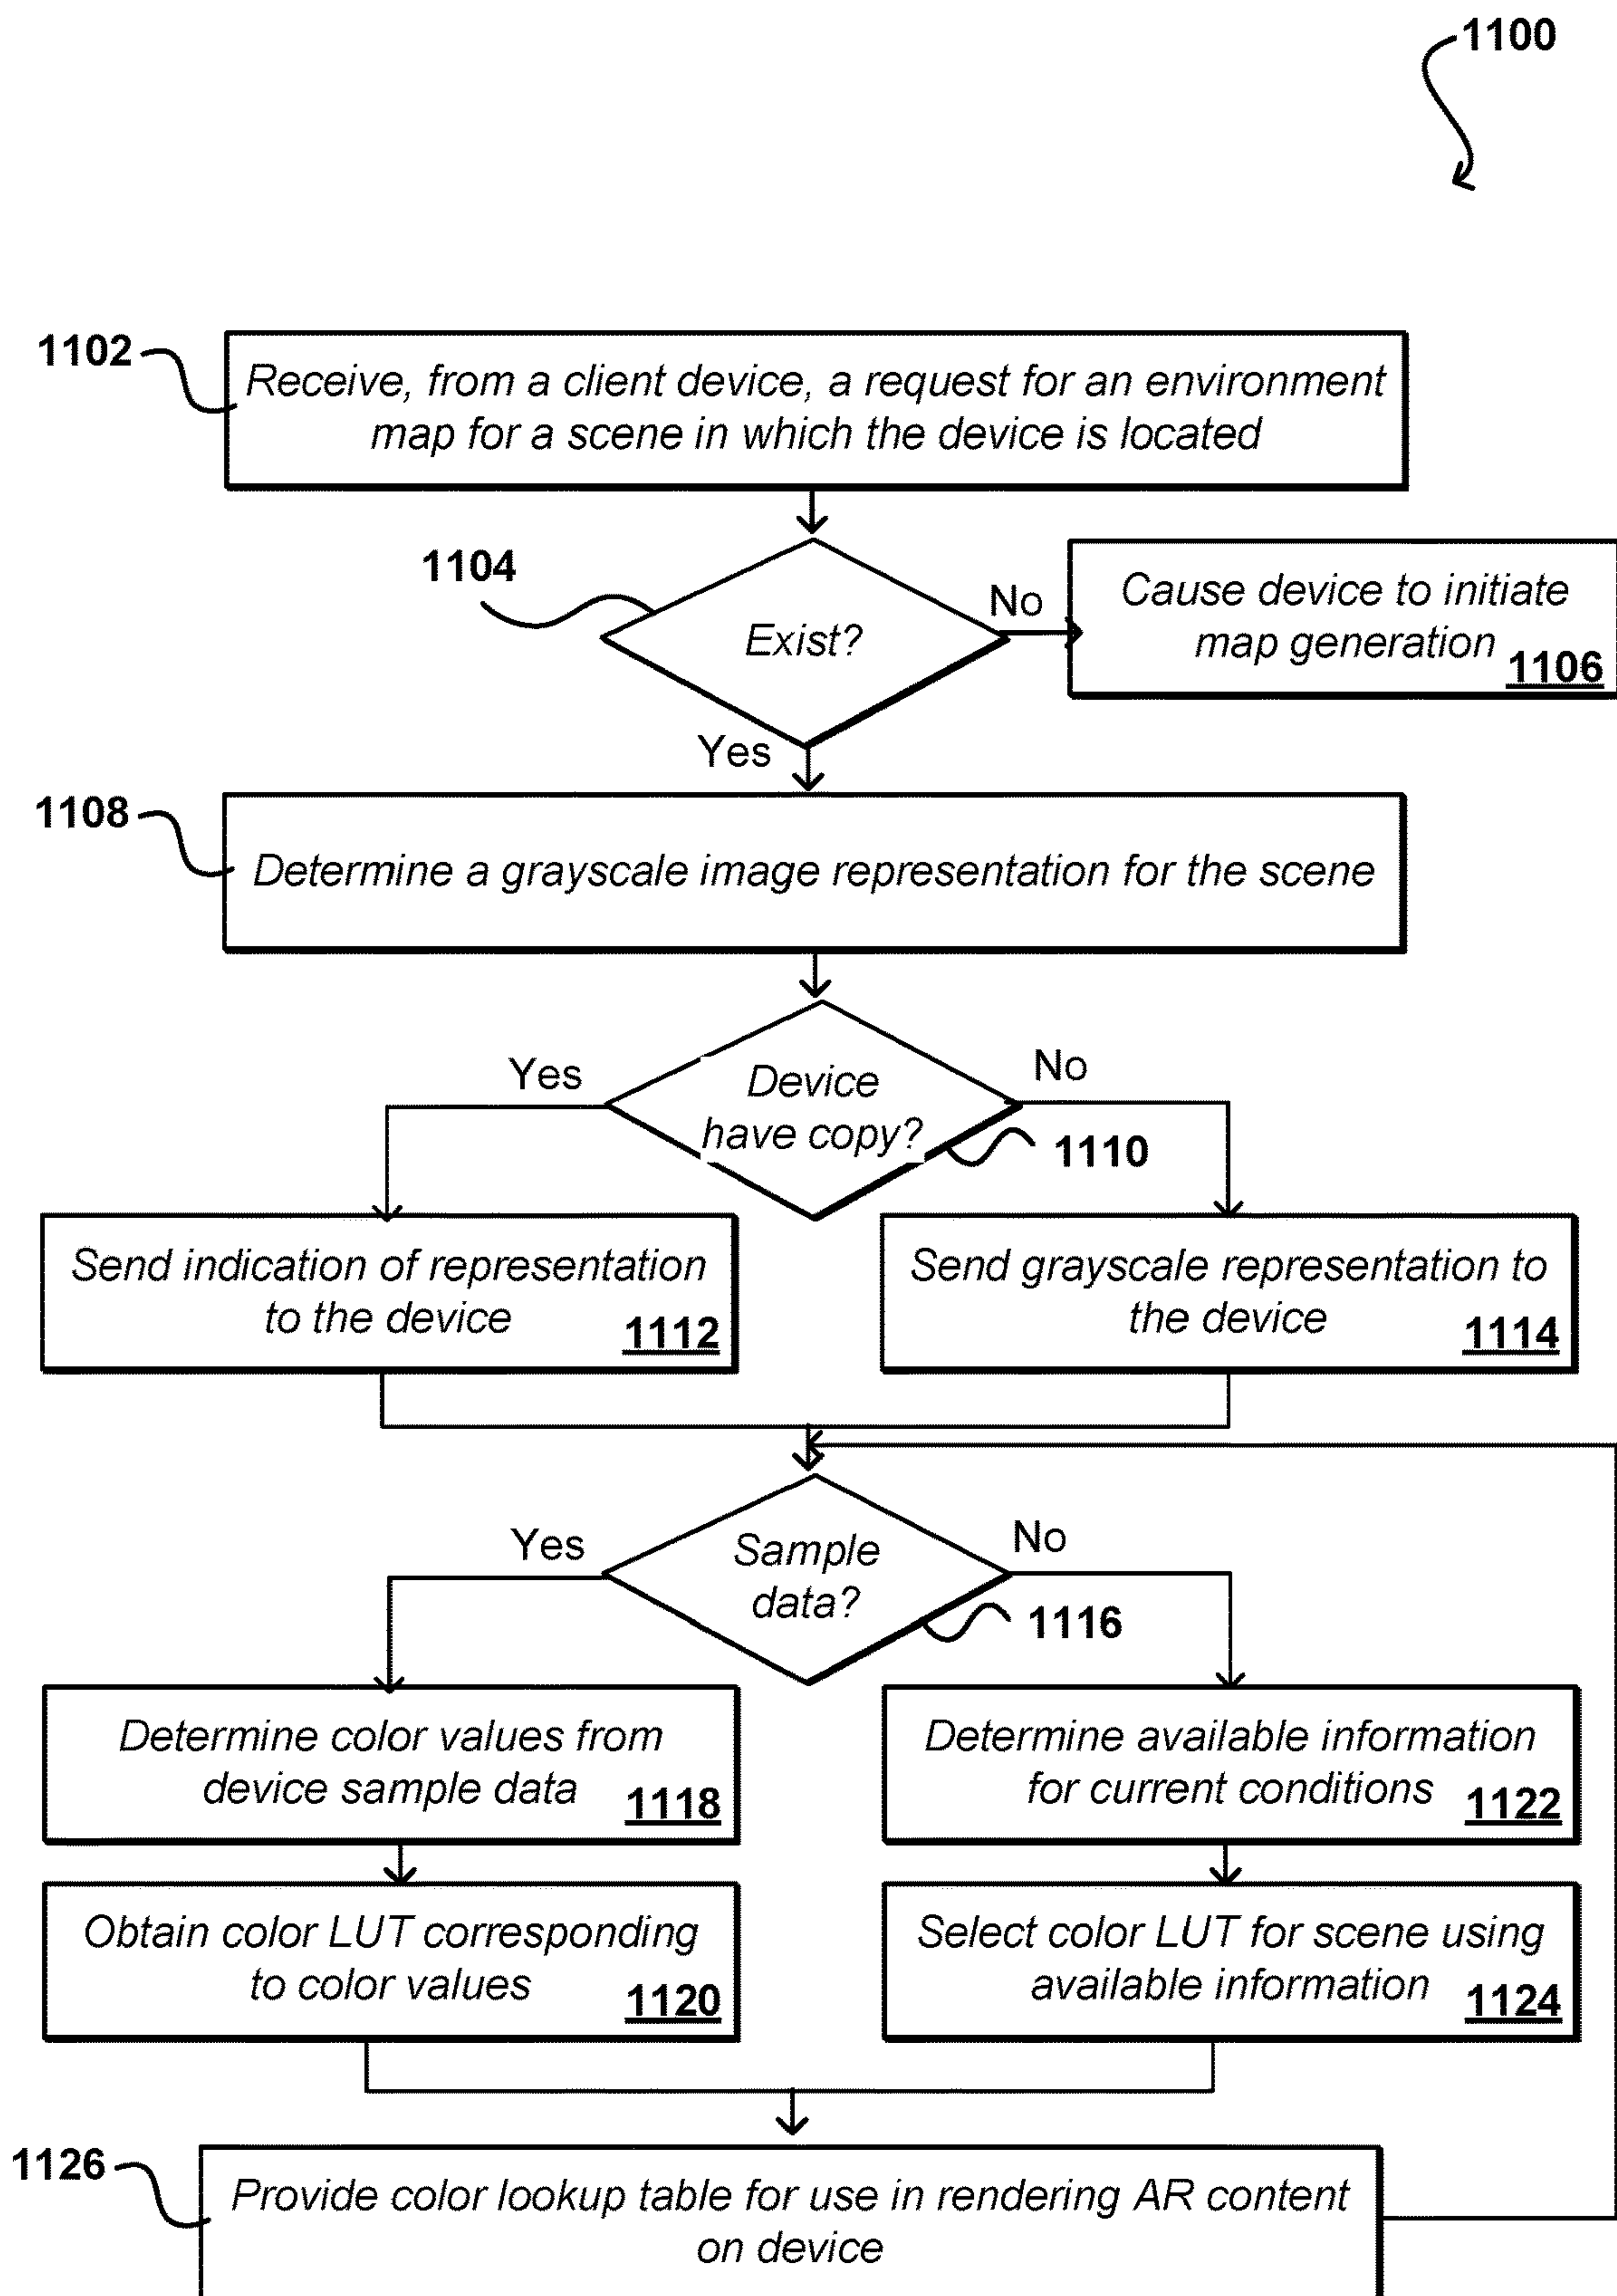 1100
1102
Receive, from a client device, a request for an environment
map for a scene in which the device is located
1104
Exist?
No
Cause device to initiate
map generation
1106
Yes
1108
Determine a grayscale image representation for the scene
Yes
Device
have copy?
No
1110
Send indication of representation
to the device
1112
Send grayscale representation to
the device
1114
Yes
Sample
data?
No
1116
Determine color values from
device sample data
1118
Determine available information
for current conditions
1122
Obtain color LUT corresponding
to color values
1120
Select color LUT for scene using
available information
1124
1126
Provide color lookup table for use in rendering AR content
on device